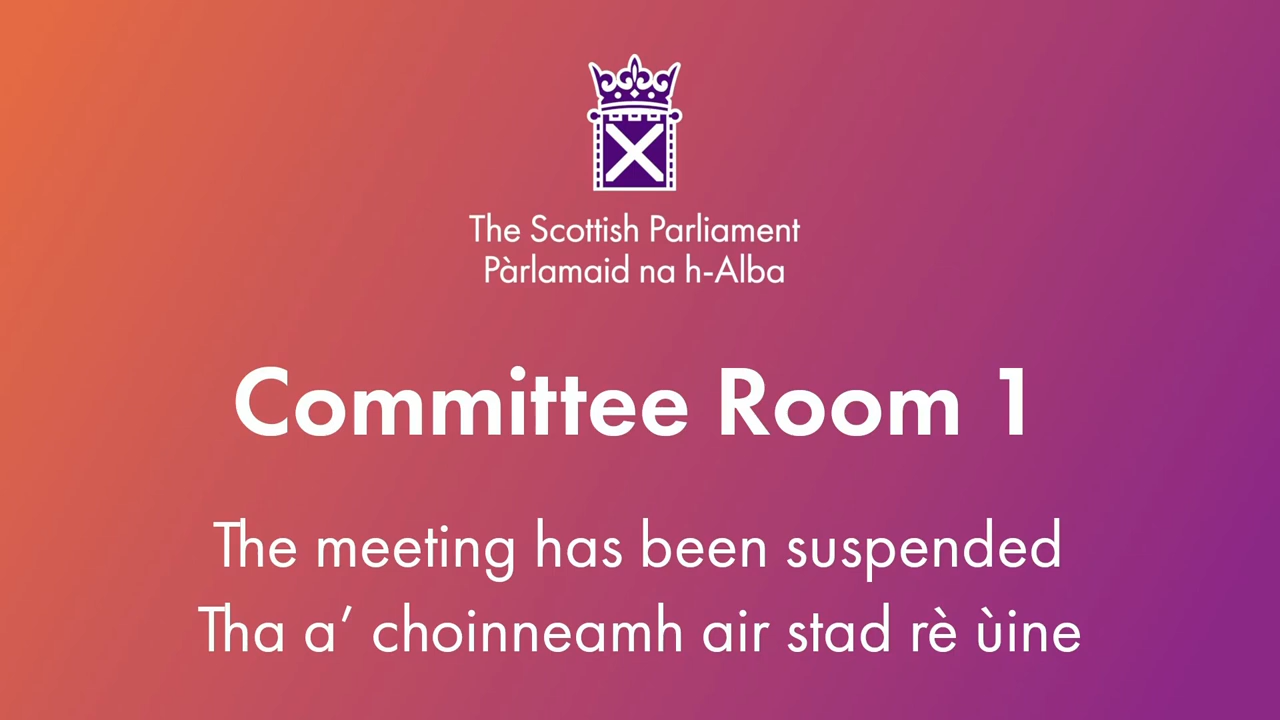 The Scottish Parliament
Pàrlamaid na h-Alba
Committee Room 1
The meeting has been suspended
Tha a’ choinneamh air stad rè ùine